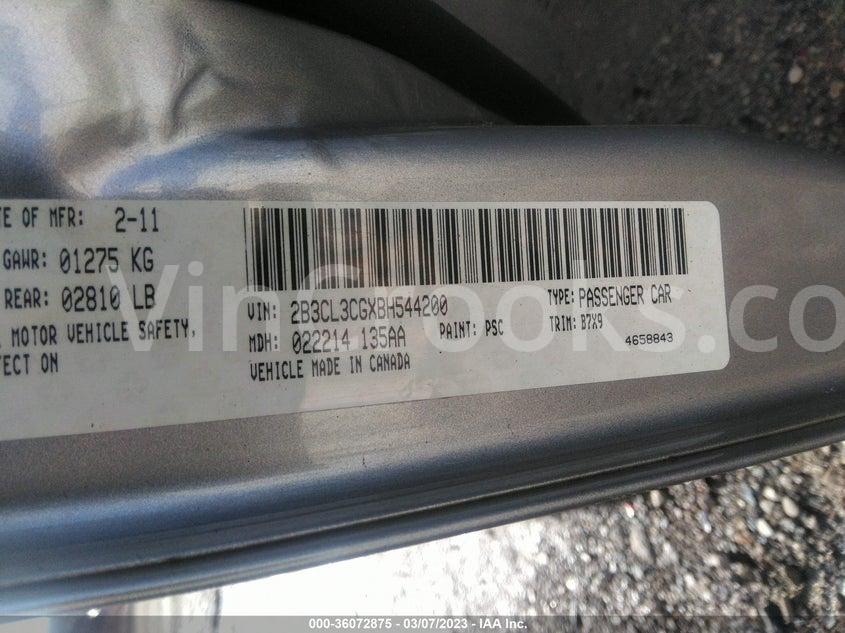 TE OF MFR: 2-11
GAWR: 01275 KG
REAR: 02810 LB
MOTOR VEHICLE SAFETY,
FECT ON
VIN: 2B3CL3CGXBH544200
TYPE: PASSENGER CAR
MDH: 022214 135AA
PAINT: PSC
TRIM: B7X9
VEHICLE MADE IN CANADA
4658843
VinCrooks.com
000-36072875 - 03/07/2023 - IAA Inc.